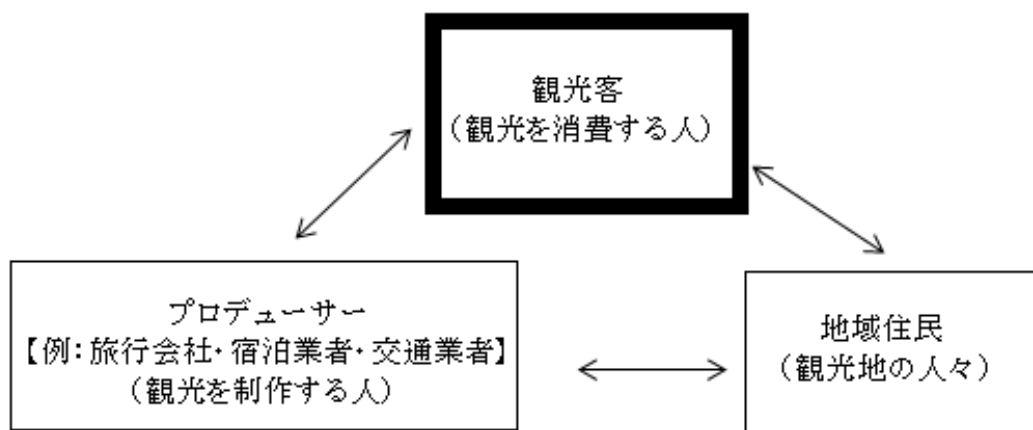 観光客
(観光を消費する人)
プロデューサー
【例：旅行会社・宿泊業者・交通業者】
(観光を制作する人)
地域住民
(観光地の人々)